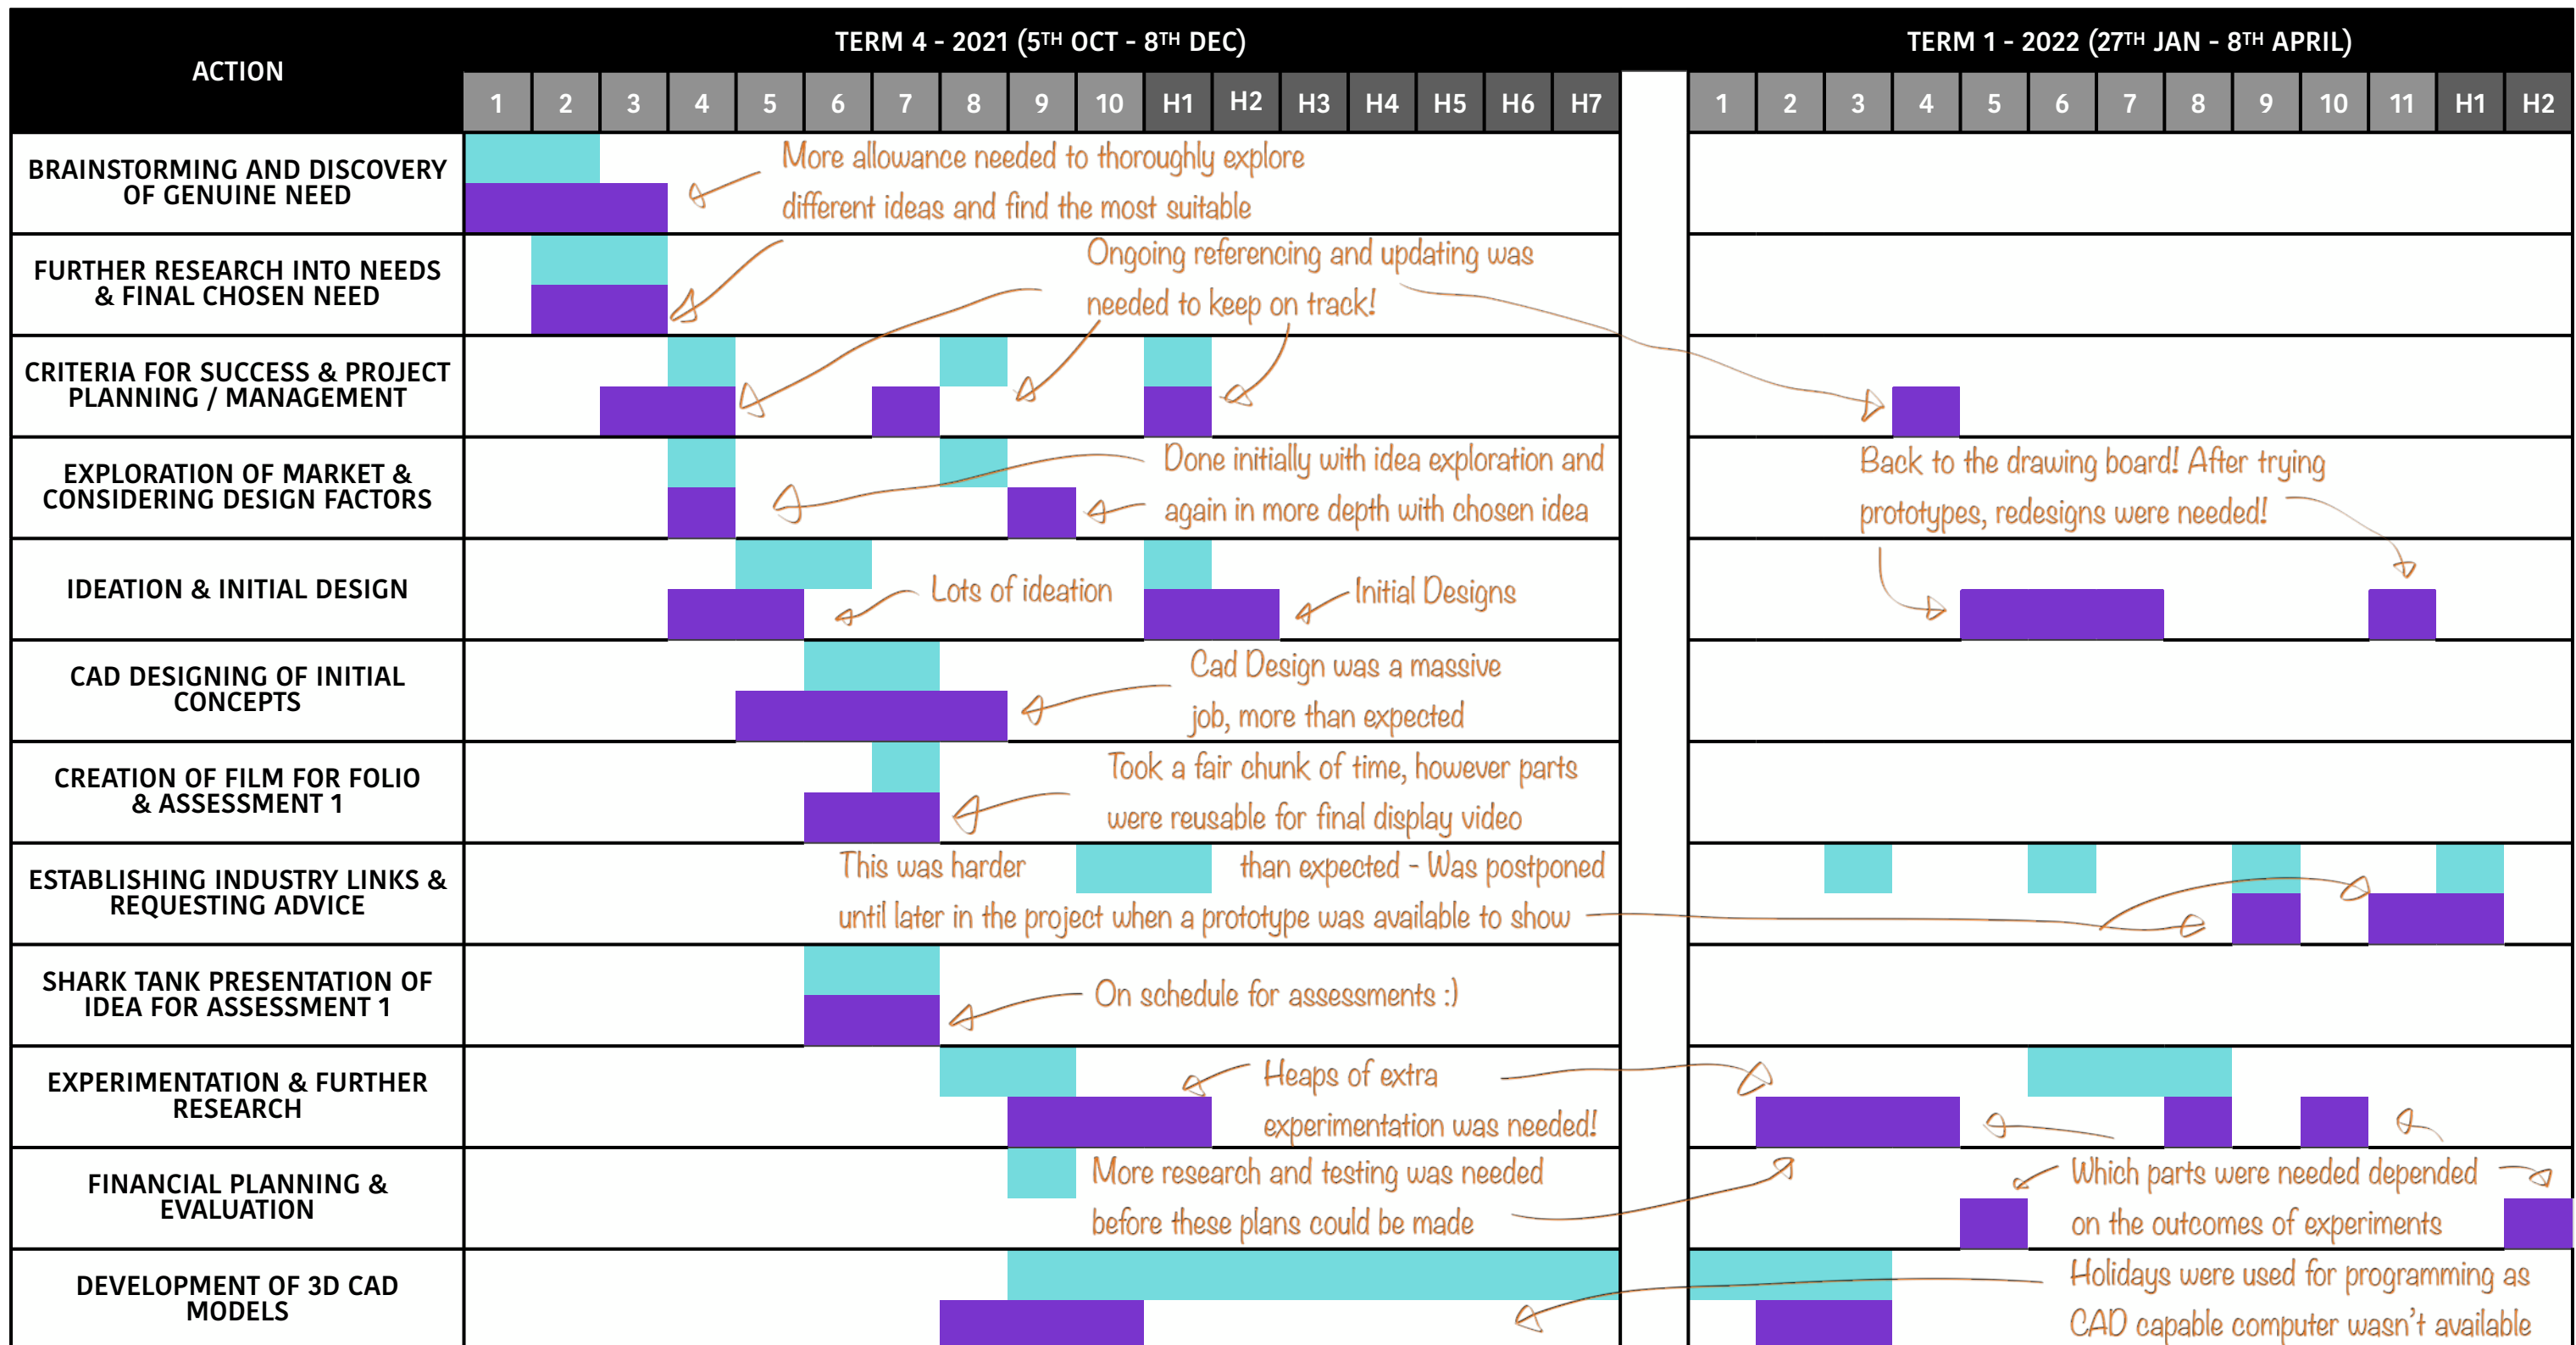 ACTION
TERM 4 - 2021 (5TH OCT - 8TH DEC)
TERM 1 - 2022 (27TH JAN - 8TH APRIL)
1 2 3 4 5 6 7 8 9 10 H1 H2 H3 H4 H5 H6 H7
1 2 3 4 5 6 7 8 9 10 11 H1 H2
BRAINSTORMING AND DISCOVERY
OF GENUINE NEED
More allowance needed to thoroughly explore
different ideas and find the most suitable
FURTHER RESEARCH INTO NEEDS
& FINAL CHOSEN NEED
Ongoing referencing and updating was
needed to keep on track!
CRITERIA FOR SUCCESS & PROJECT
PLANNING / MANAGEMENT
EXPLORATION OF MARKET &
CONSIDERING DESIGN FACTORS
Done initially with idea exploration and
again in more depth with chosen idea
Back to the drawing board! After trying
prototypes, redesigns were needed!
IDEATION & INITIAL DESIGN
Lots of ideation
Initial Designs
CAD DESIGNING OF INITIAL
CONCEPTS
Cad Design was a massive
job, more than expected
CREATION OF FILM FOR FOLIO
& ASSESSMENT 1
Took a fair chunk of time, however parts
were reusable for final display video
ESTABLISHING INDUSTRY LINKS &
REQUESTING ADVICE
This was harder than expected - Was postponed
until later in the project when a prototype was available to show
SHARK TANK PRESENTATION OF
IDEA FOR ASSESSMENT 1
On schedule for assessments :)
EXPERIMENTATION & FURTHER
RESEARCH
Heaps of extra
experimentation was needed!
FINANCIAL PLANNING &
EVALUATION
More research and testing was needed
before these plans could be made
Which parts were needed depended
on the outcomes of experiments
DEVELOPMENT OF 3D CAD
MODELS
Holidays were used for programming as
CAD capable computer wasn't available